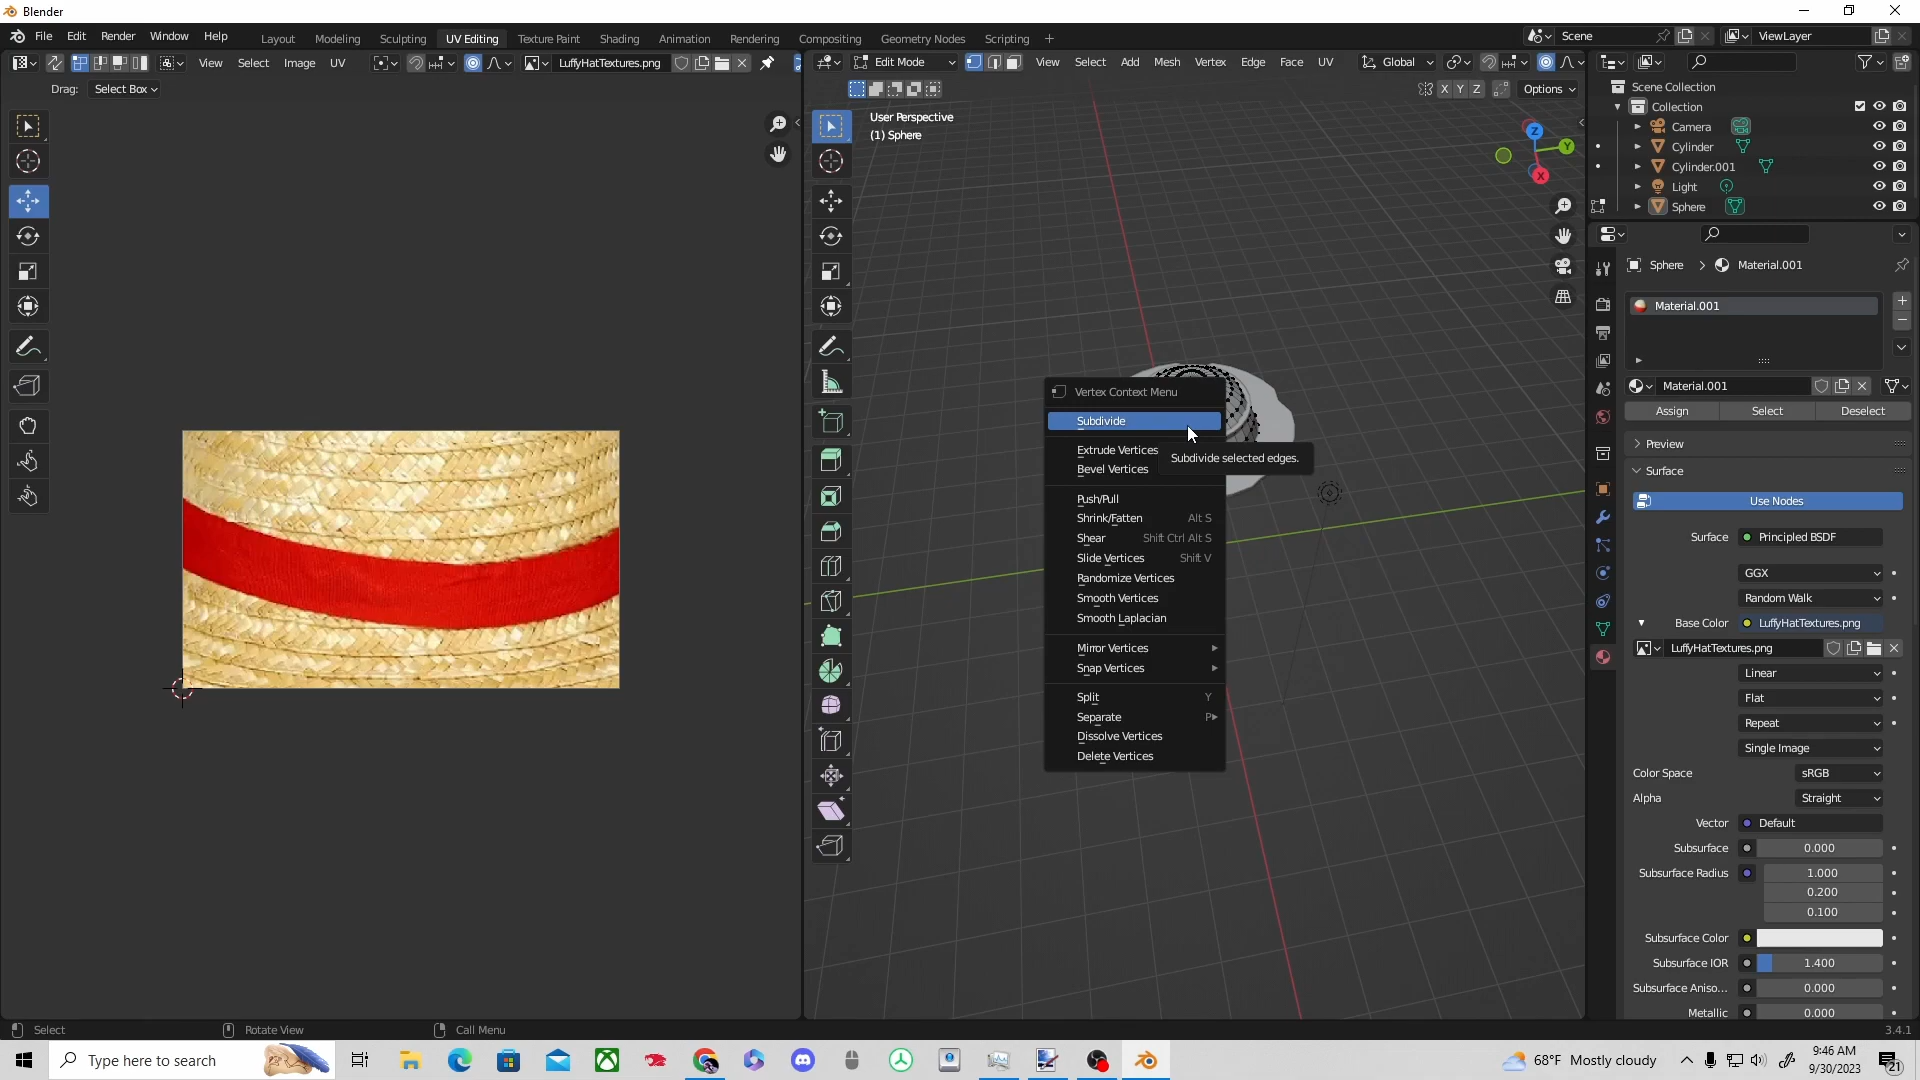 Blender
File Edit Render Window Help
Layout Modeling Sculpting UV Editing Texture Paint Shading Animation Rendering Compositing Geometry Nodes Scripting +
Scene
ViewLayer
View Select Image UV
LuffyHatTextures.png
Edit Mode
View Select Add Mesh Vertex Edge Face UV
Global
Drag: Select Box
X Y Z
Options
User Perspective
(1) Sphere
Z
Y
X
Scene Collection
Collection
Camera
Cylinder
Cylinder.001
Light
Sphere
Sphere > Material.001
Material.001
Material.001
Assign Select Deselect
Preview
Surface
Use Nodes
Surface Principled BSDF
GGX
Random Walk
Base Color LuffyHatTextures.png
LuffyHatTextures.png
Linear
Flat
Repeat
Single Image
Color Space sRGB
Alpha Straight
Vector Default
Subsurface 0.000
Subsurface Radius 1.000
0.200
0.100
Subsurface Color
Subsurface IOR 1.400
Subsurface Aniso... 0.000
Metallic 0.000
Vertex Context Menu
Subdivide
Extrude Vertices
Subdivide selected edges.
Bevel Vertices
Push/Pull
Shrink/Fatten Alt S
Shear Shift Ctrl Alt S
Slide Vertices Shift V
Randomize Vertices
Smooth Vertices
Smooth Laplacian
Mirror Vertices
Snap Vertices
Split Y
Separate P
Dissolve Vertices
Delete Vertices
Select Rotate View Call Menu
3.4.1
Type here to search
68°F Mostly cloudy
9:46 AM
9/30/2023
21